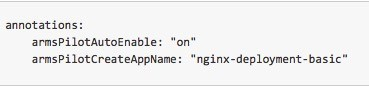 annotations:
    armsPilotAutoEnable: "on"
    armsPilotCreateAppName: "nginx-deployment-basic"